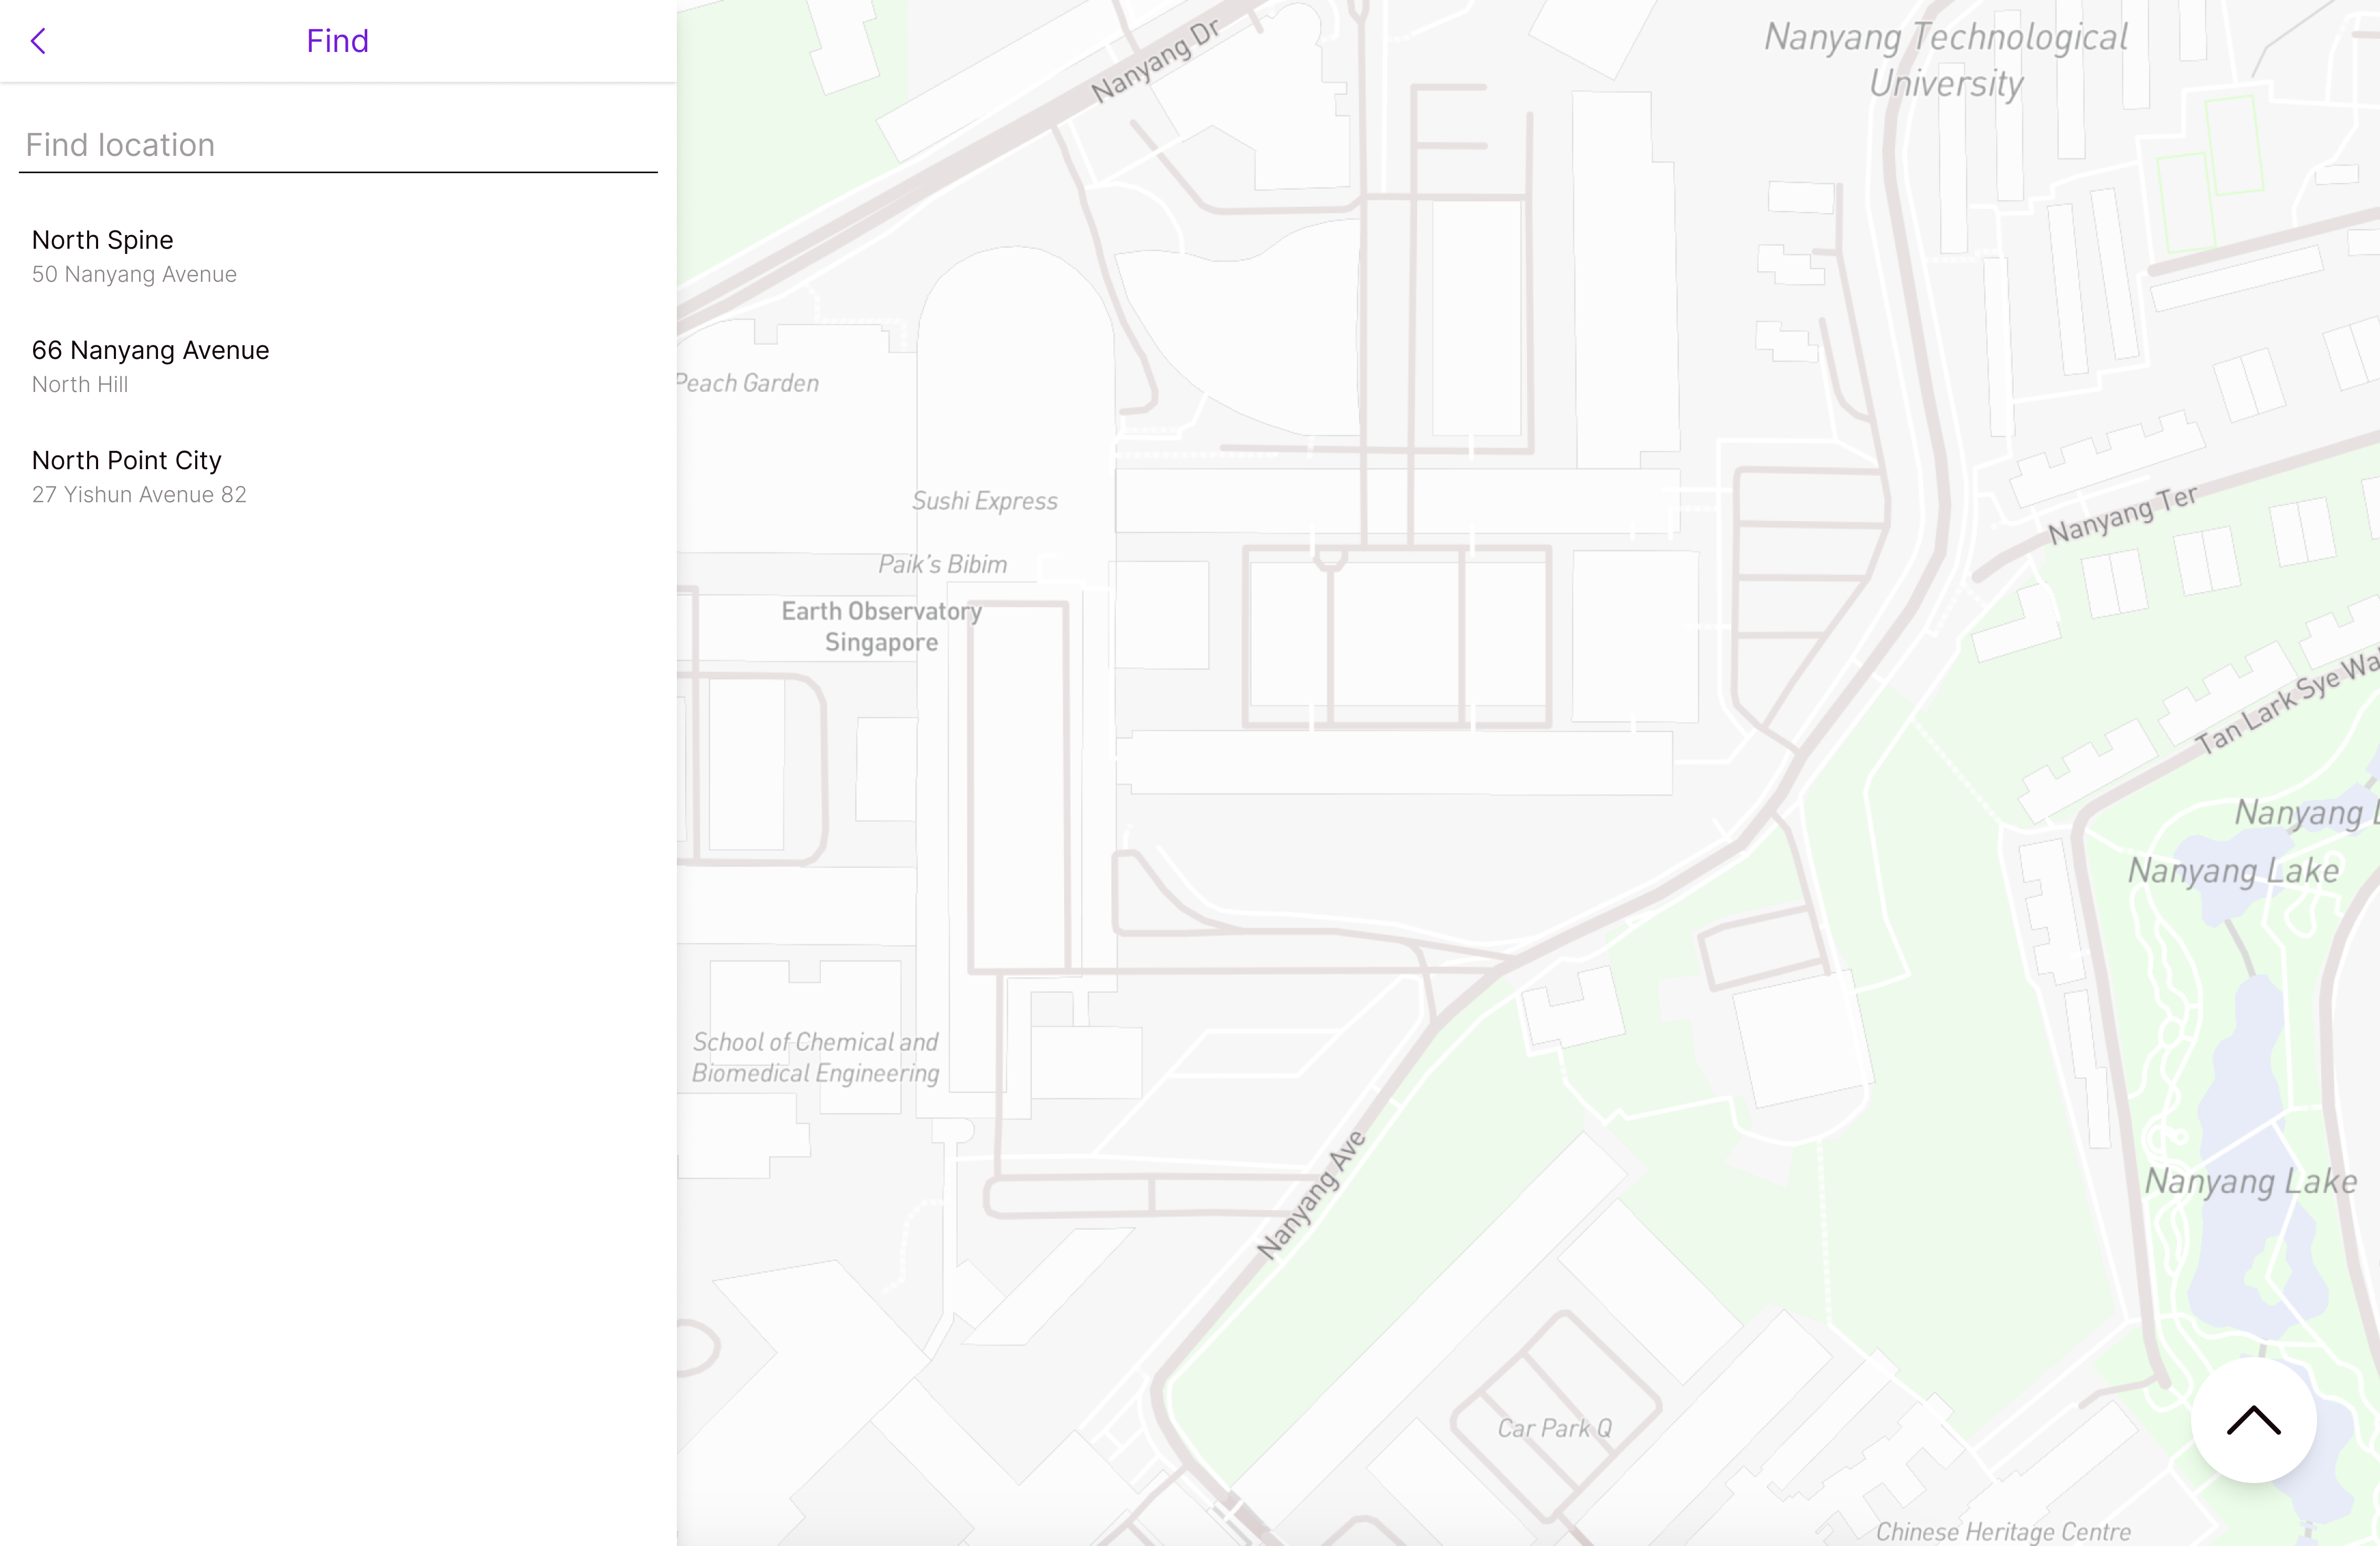 Find
Find location
North Spine
50 Nanyang Avenue
66 Nanyang Avenue
North Hill
North Point City
27 Yishun Avenue 82
Nanyang Dr
Nanyang Technological
University
Peach Garden
Sushi Express
Paik's Bibim
Earth Observatory
Singapore
Nanyang Ter
Tan Lark Sye Wa
Nanyang L
Nanyang Lake
School of Chemical and
Biomedical Engineering
Nanyang Ave
Nanyang Lake
Car Park Q
Chinese Heritage Centre